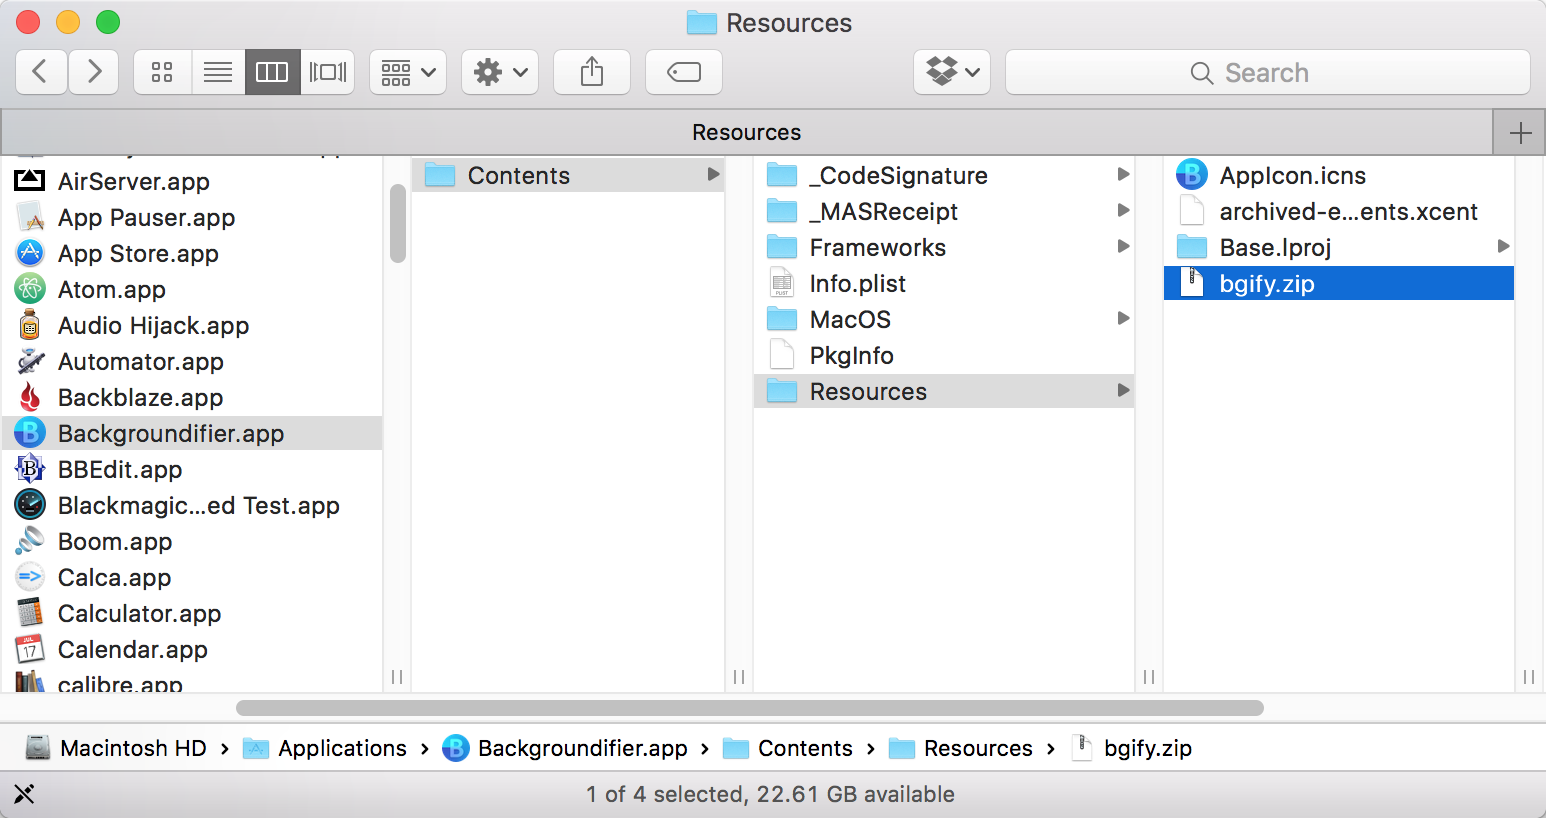 Resources
Search
Resources
AirServer.app
App Pauser.app
App Store.app
Atom.app
Audio Hijack.app
Automator.app
Backblaze.app
Backgroundifier.app
BBEdit.app
Blackmagic...ed Test.app
Boom.app
Calca.app
Calculator.app
Calendar.app
calibre.app
Contents
_CodeSignature
_MASReceipt
Frameworks
Info.plist
MacOS
PkgInfo
Resources
AppIcon.icns
archived-e...ents.xcent
Base.lproj
bgify.zip
Macintosh HD › Applications › Backgroundifier.app › Contents › Resources › bgify.zip
1 of 4 selected, 22.61 GB available